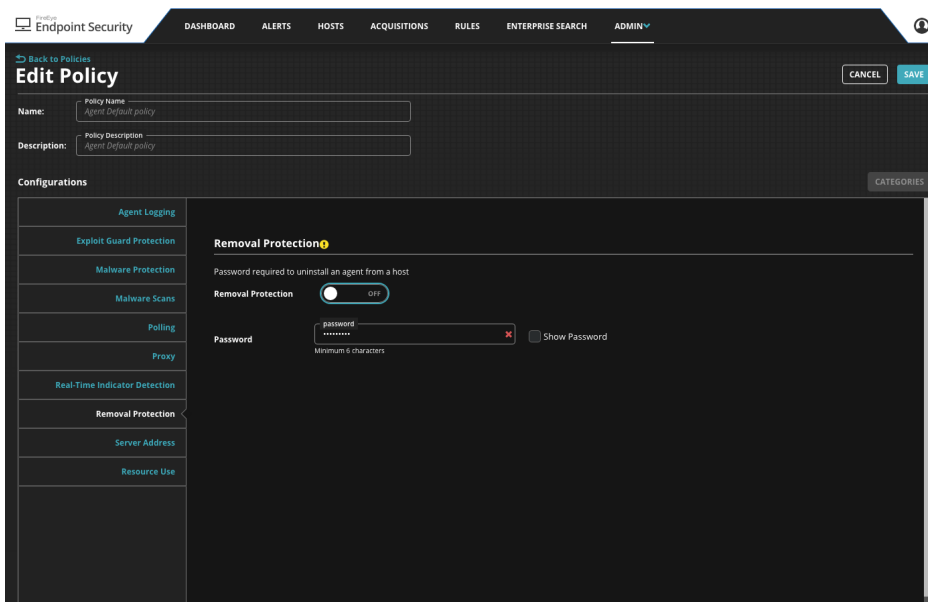 FireEye
Endpoint Security
DASHBOARD ALERTS HOSTS ACQUISITIONS RULES ENTERPRISE SEARCH ADMIN
Back to Policies
Edit Policy
CANCEL SAVE
Policy Name
Name: Agent Default policy
Policy Description
Description: Agent Default policy
Configurations
CATEGORIES
Agent Logging
Exploit Guard Protection
Malware Protection
Malware Scans
Polling
Proxy
Real-Time Indicator Detection
Removal Protection
Server Address
Resource Use
Removal Protection
Password required to uninstall an agent from a host
Removal Protection OFF
password
Password ········· Show Password
Minimum 6 characters